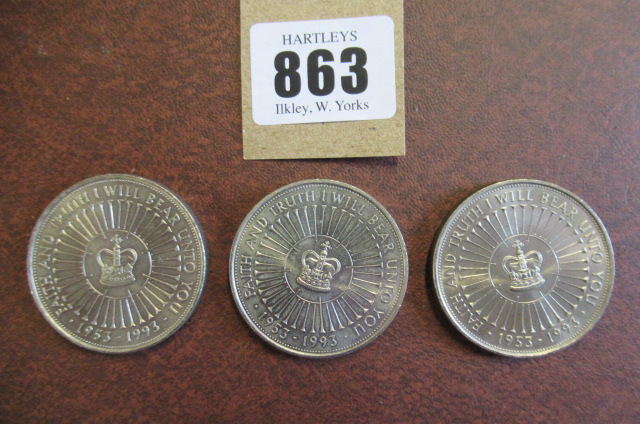 HARTLEYS
863
Ilkley, W. Yorks
FAITH AND TRUTH I WILL BEAR UNTO YOU
· 1953 - 1993 ·
FAITH AND TRUTH I WILL BEAR UNTO YOU
· 1953 - 1993 ·
FAITH AND TRUTH I WILL BEAR UNTO YOU
· 1953 - 1993 ·